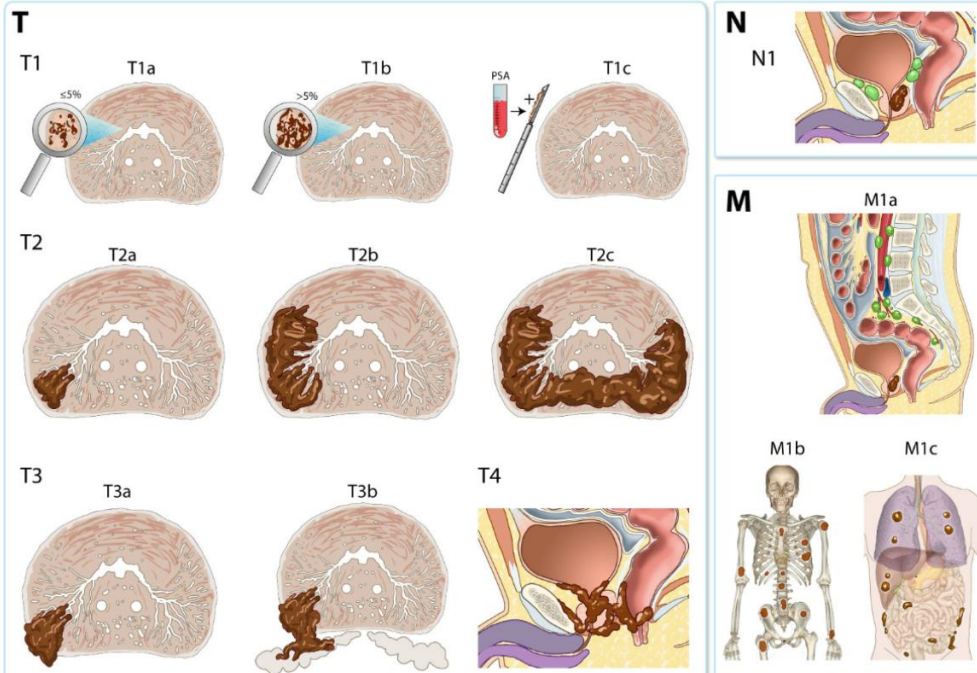 T
T1
T1a
T1b
T1c
≤5%
>5%
PSA
+
T2
T2a
T2b
T2c
T3
T3a
T3b
T4
N
N1
M
M1a
M1b
M1c